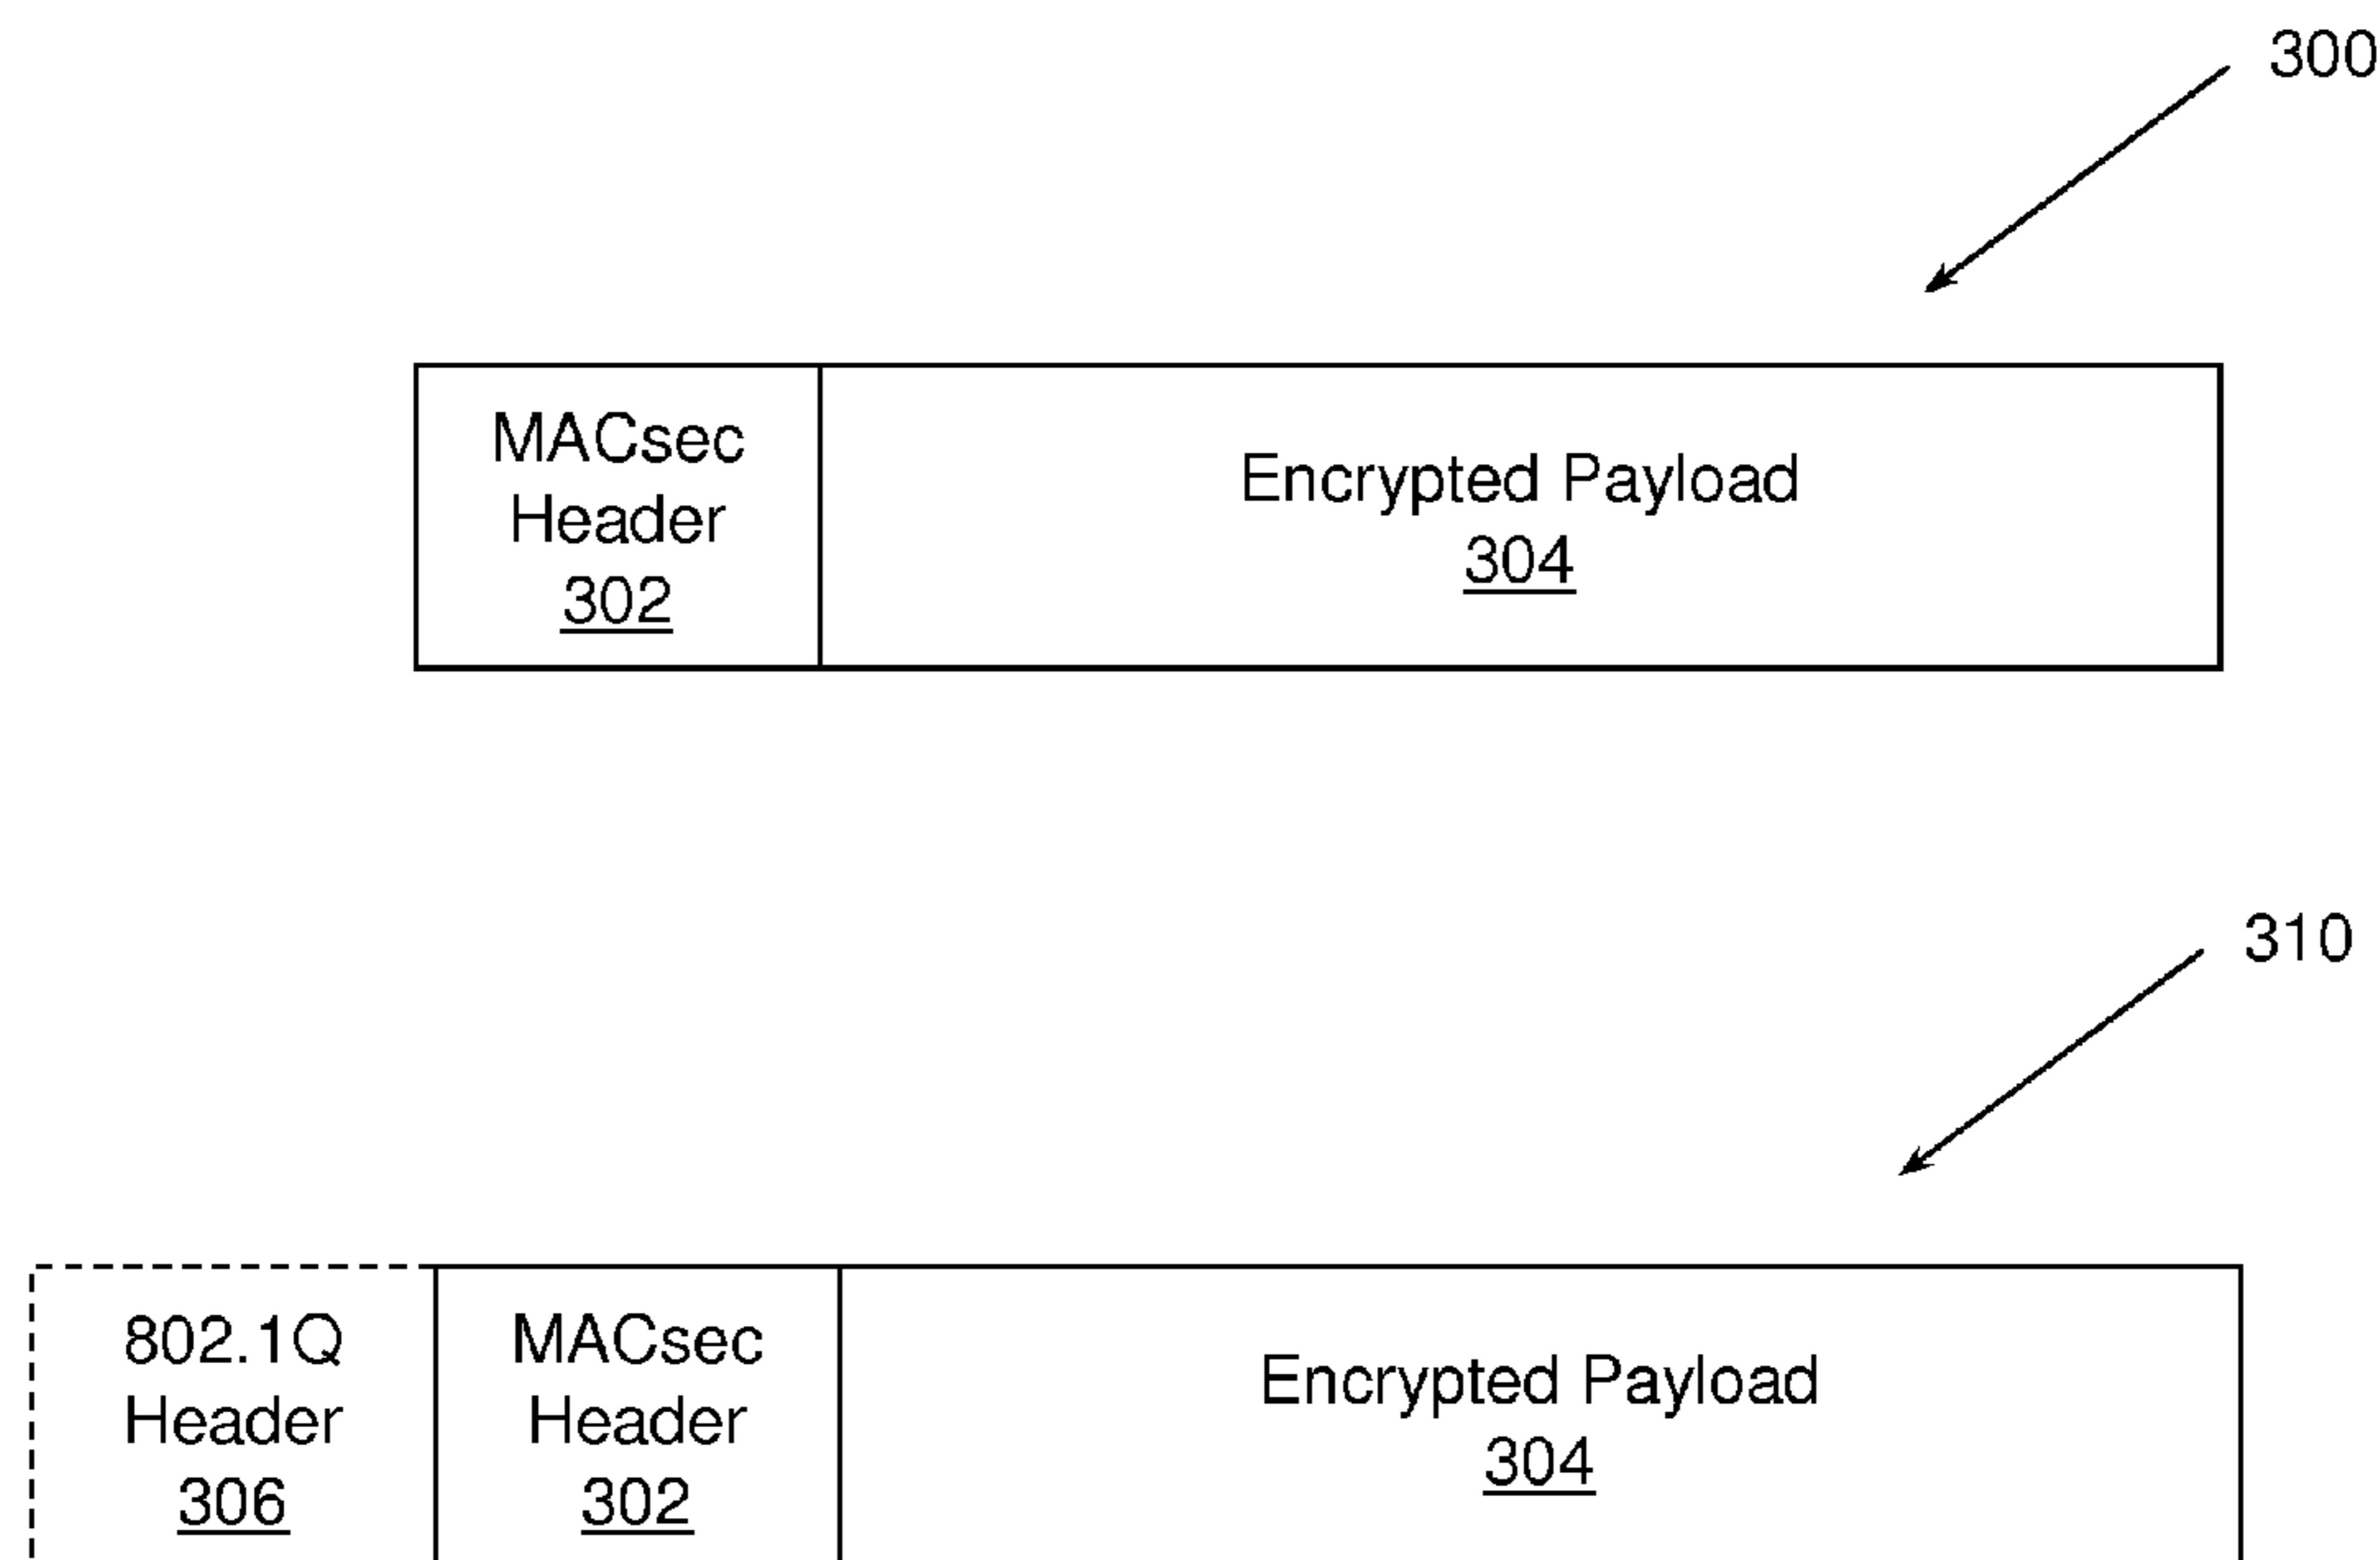 300
MACsec
Header
302
Encrypted Payload
304
310
802.1Q
Header
306
MACsec
Header
302
Encrypted Payload
304